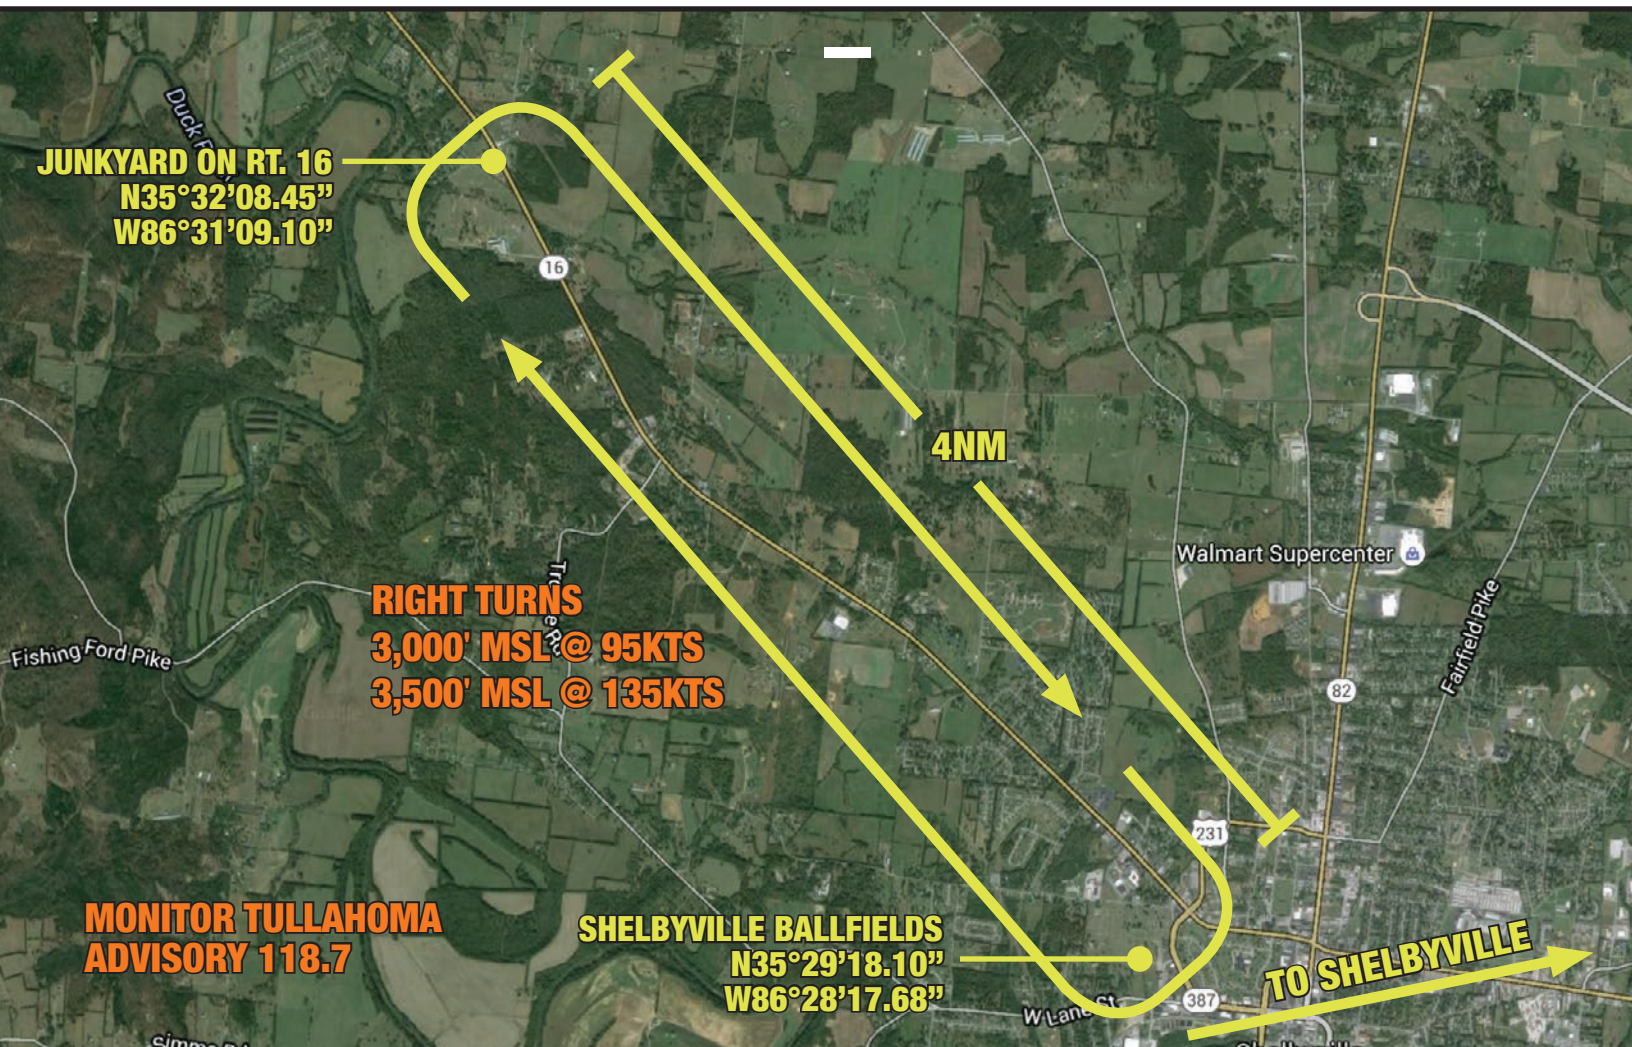 Duck
JUNKYARD ON RT. 16
N35°32’08.45”
W86°31’09.10”
16
4NM
Walmart Supercenter
Fairfield Pike
82
RIGHT TURNS
3,000' MSL @ 95KTS
3,500' MSL @ 135KTS
Fishing Ford Pike
231
MONITOR TULLAHOMA
ADVISORY 118.7
SHELBYVILLE BALLFIELDS
N35°29’18.10”
W86°28’17.68”
TO SHELBYVILLE
387
W Lane St